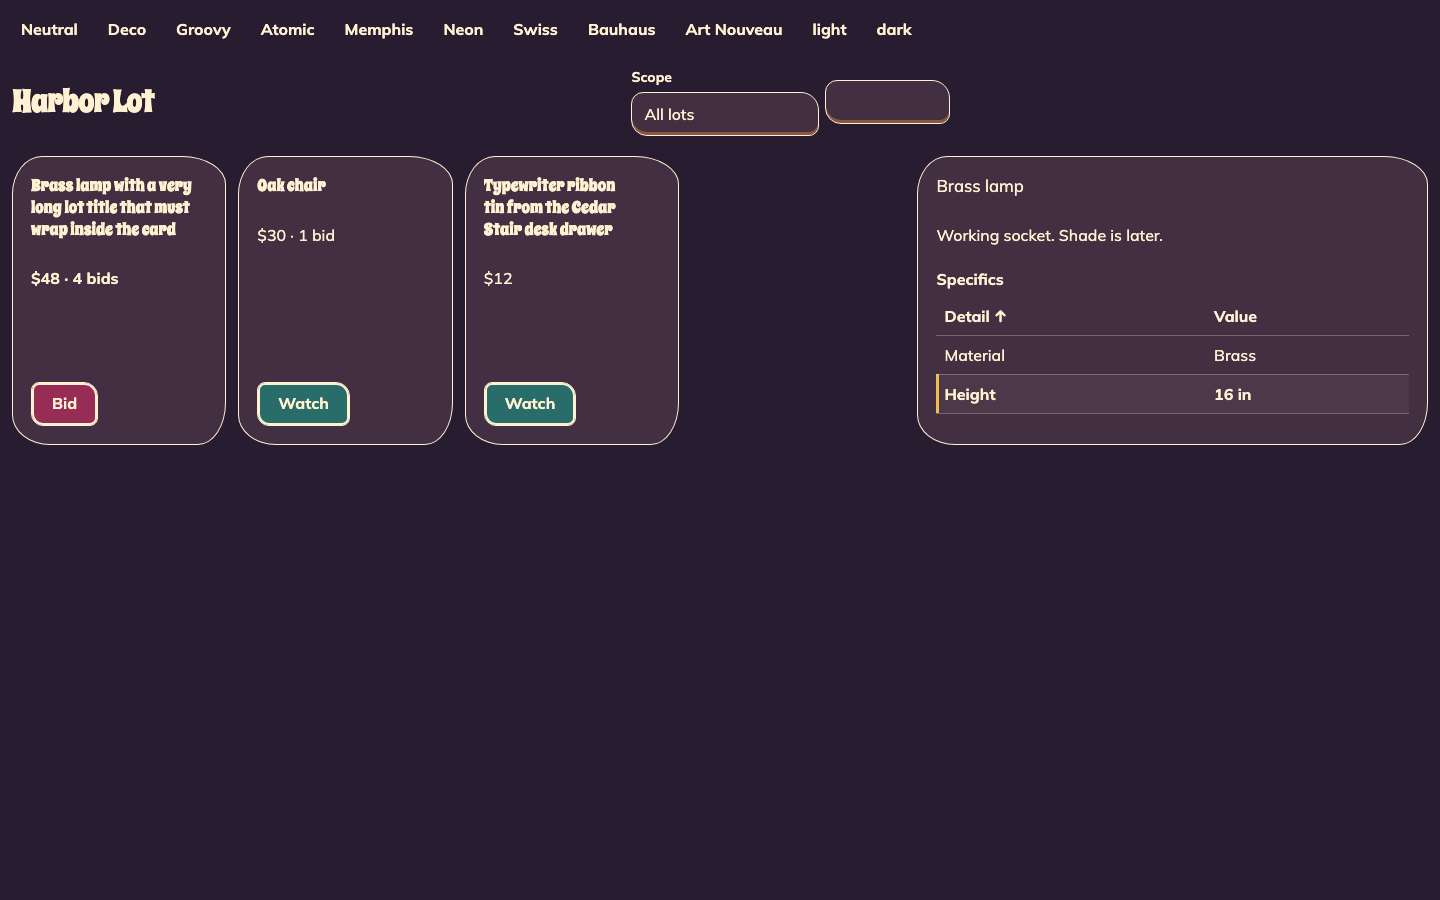 Neutral Deco Groovy Atomic Memphis Neon Swiss Bauhaus Art Nouveau light dark
Harbor Lot
Scope
All lots
Brass lamp with a very
long lot title that must
wrap inside the card
$48 · 4 bids
Bid
Oak chair
$30 · 1 bid
Watch
Typewriter ribbon
tin from the Cedar
Stair desk drawer
$12
Watch
Brass lamp
Working socket. Shade is later.
Specifics
Detail ↑ Value
Material Brass
Height 16 in